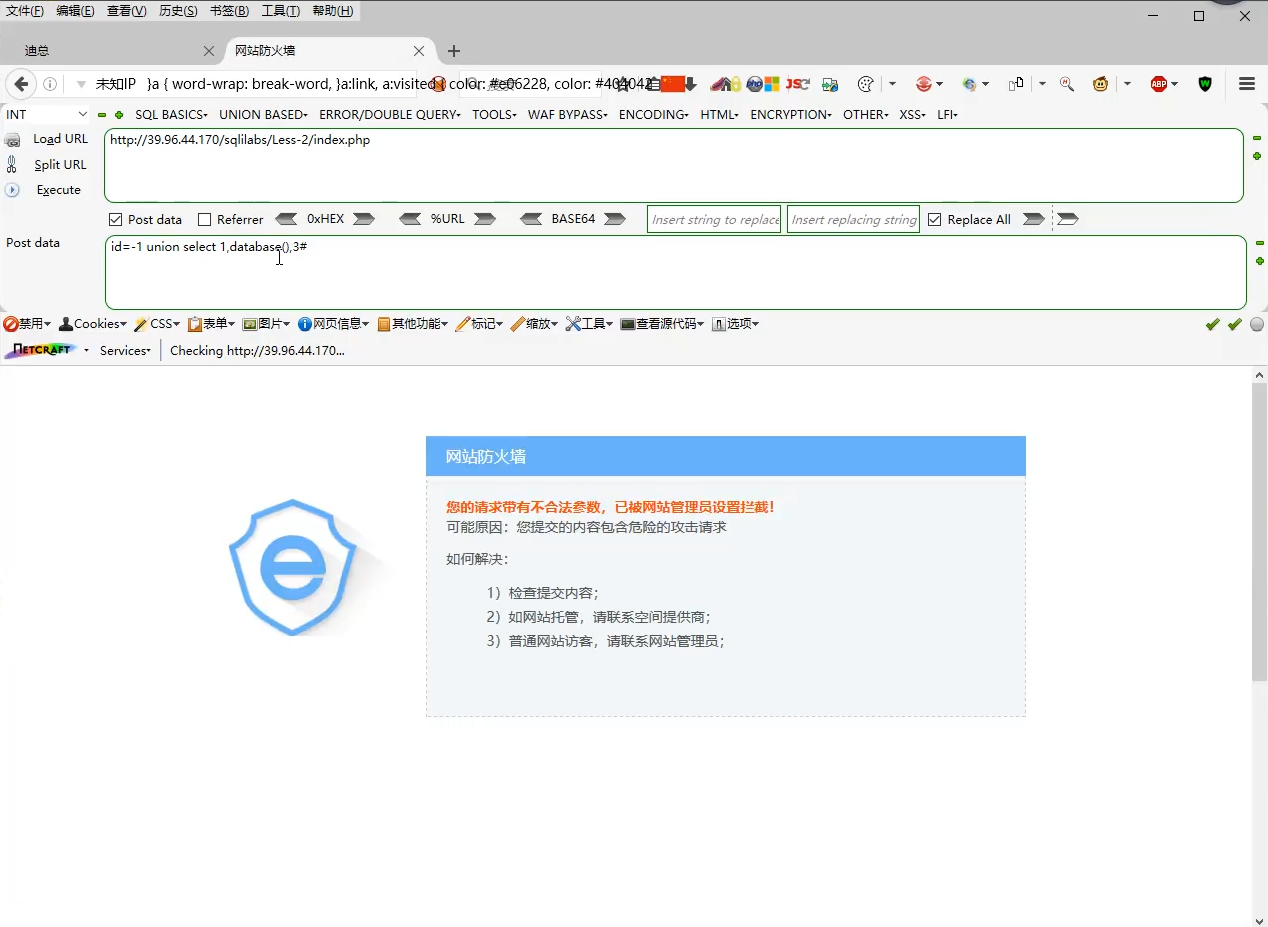 文件(F) 编辑(E) 查看(V) 历史(S) 书签(B) 工具(T) 帮助(H)
迪总 网站防火墙
未知IP }a { word-wrap: break-word, }a:link, a:visited color: #e06228, color: #404042
INT SQL BASICS UNION BASED ERROR/DOUBLE QUERY TOOLS WAF BYPASS ENCODING HTML ENCRYPTION OTHER XSS LFI
Load URL http://39.96.44.170/sqlilabs/Less-2/index.php
Split URL
Execute
Post data Referrer 0xHEX %URL BASE64 Insert string to replace Insert replacing string Replace All
Post data id=-1 union select 1,database(),3#
禁用 Cookies CSS 表单 图片 网页信息 其他功能 标记 缩放 工具 查看源代码 选项
NETCRAFT Services Checking http://39.96.44.170...
网站防火墙
您的请求带有不合法参数，已被网站管理员设置拦截！
可能原因：您提交的内容包含危险的攻击请求
如何解决：
1）检查提交内容；
2）如网站托管，请联系空间提供商；
3）普通网站访客，请联系网站管理员；